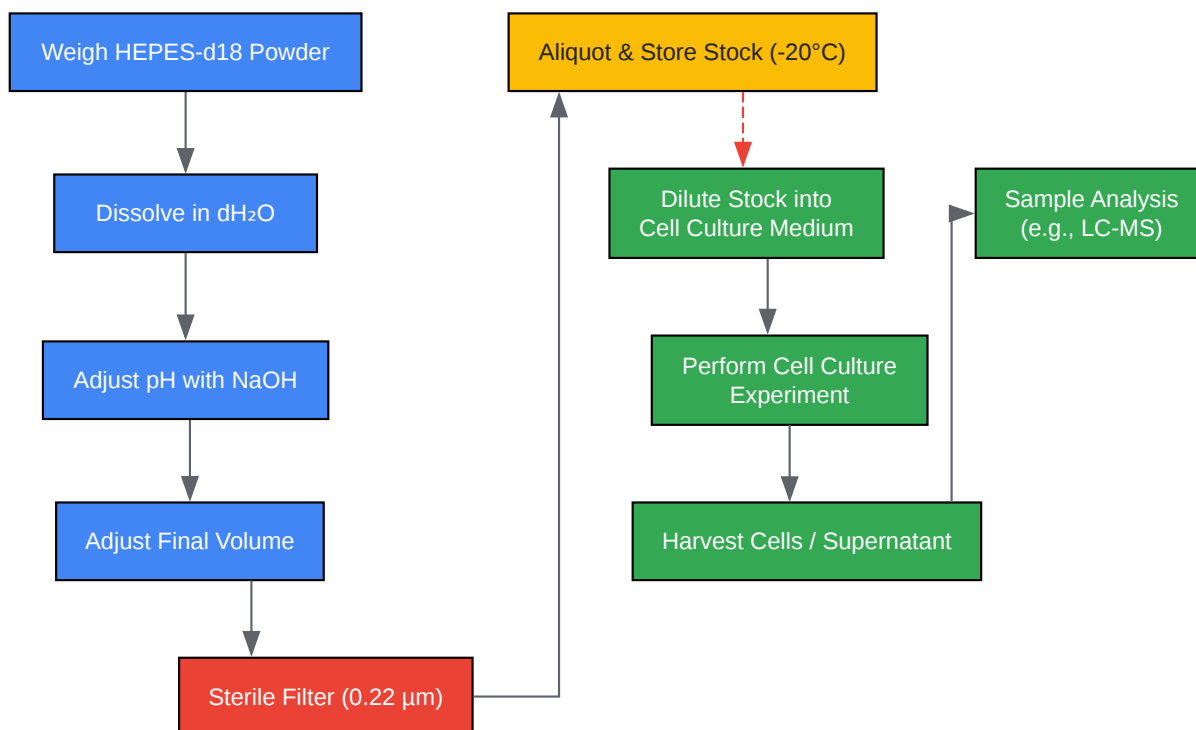 Weigh HEPES-d18 Powder
Dissolve in dH₂O
Adjust pH with NaOH
Adjust Final Volume
Sterile Filter (0.22 µm)
Aliquot & Store Stock (-20°C)
Dilute Stock into
Cell Culture Medium
Perform Cell Culture
Experiment
Harvest Cells / Supernatant
Sample Analysis
(e.g., LC-MS)